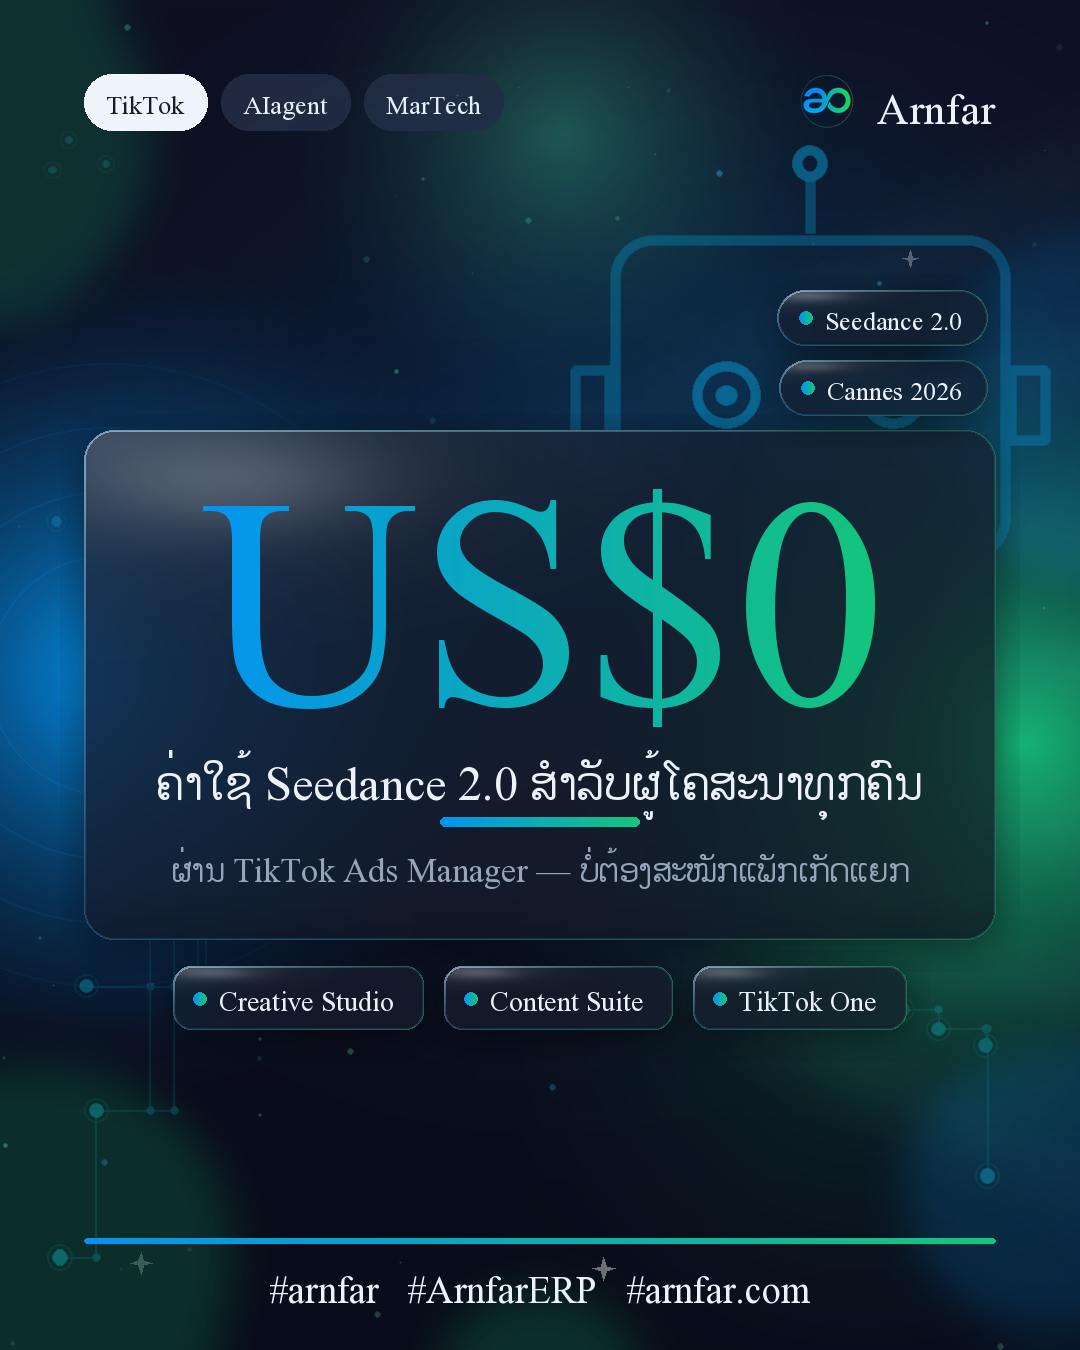 TikTok AIagent MarTech
Arnfar
Seedance 2.0
Cannes 2026
US$0
ຄ່າໃຊ້ Seedance 2.0 ສຳລັບຜູ້ໂຄສະນາທຸກຄົນ
ຜ່ານ TikTok Ads Manager — ບໍ່ຕ້ອງສະໝັກແພັກເກັດແຍກ
Creative Studio Content Suite TikTok One
#arnfar #ArnfarERP #arnfar.com